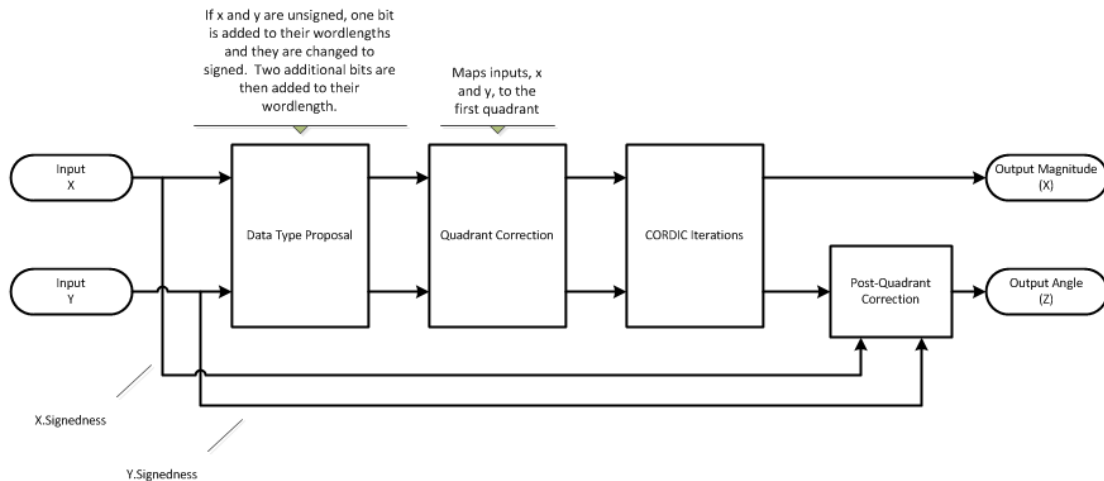 If x and y are unsigned, one bit
is added to their wordlengths
and they are changed to
signed.  Two additional bits are
then added to their
wordlength.
Maps inputs, x
and y, to the
first quadrant
Input
X
Data Type Proposal
Quadrant Correction
CORDIC Iterations
Output Magnitude
(X)
Input
Y
Post-Quadrant
Correction
Output Angle
(Z)
X.Signedness
Y.Signedness